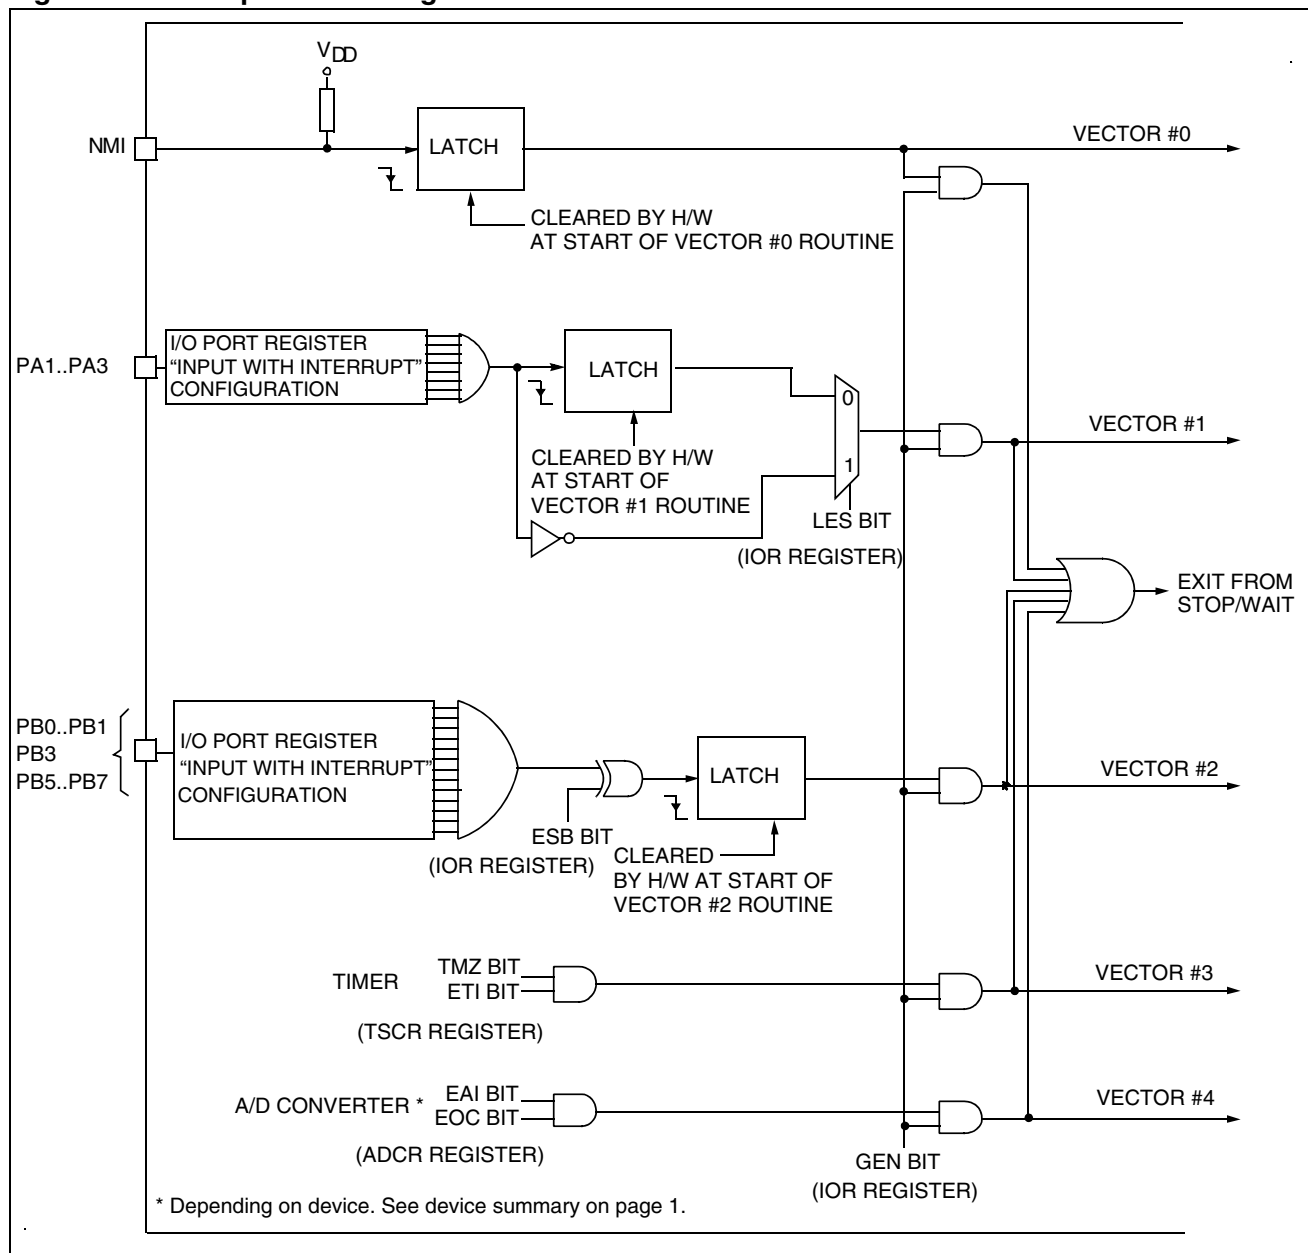 VDD
NMI
LATCH
VECTOR #0
CLEARED BY H/W
AT START OF VECTOR #0 ROUTINE
PA1..PA3
I/O PORT REGISTER
“INPUT WITH INTERRUPT”
CONFIGURATION
LATCH
0
1
VECTOR #1
CLEARED BY H/W
AT START OF
VECTOR #1 ROUTINE
LES BIT
(IOR REGISTER)
EXIT FROM
STOP/WAIT
PB0..PB1
PB3
PB5..PB7
I/O PORT REGISTER
“INPUT WITH INTERRUPT”
CONFIGURATION
LATCH
VECTOR #2
ESB BIT
(IOR REGISTER)
CLEARED
BY H/W AT START OF
VECTOR #2 ROUTINE
TIMER
TMZ BIT
ETI BIT
(TSCR REGISTER)
VECTOR #3
A/D CONVERTER *
EAI BIT
EOC BIT
(ADCR REGISTER)
VECTOR #4
GEN BIT
(IOR REGISTER)
* Depending on device. See device summary on page 1.